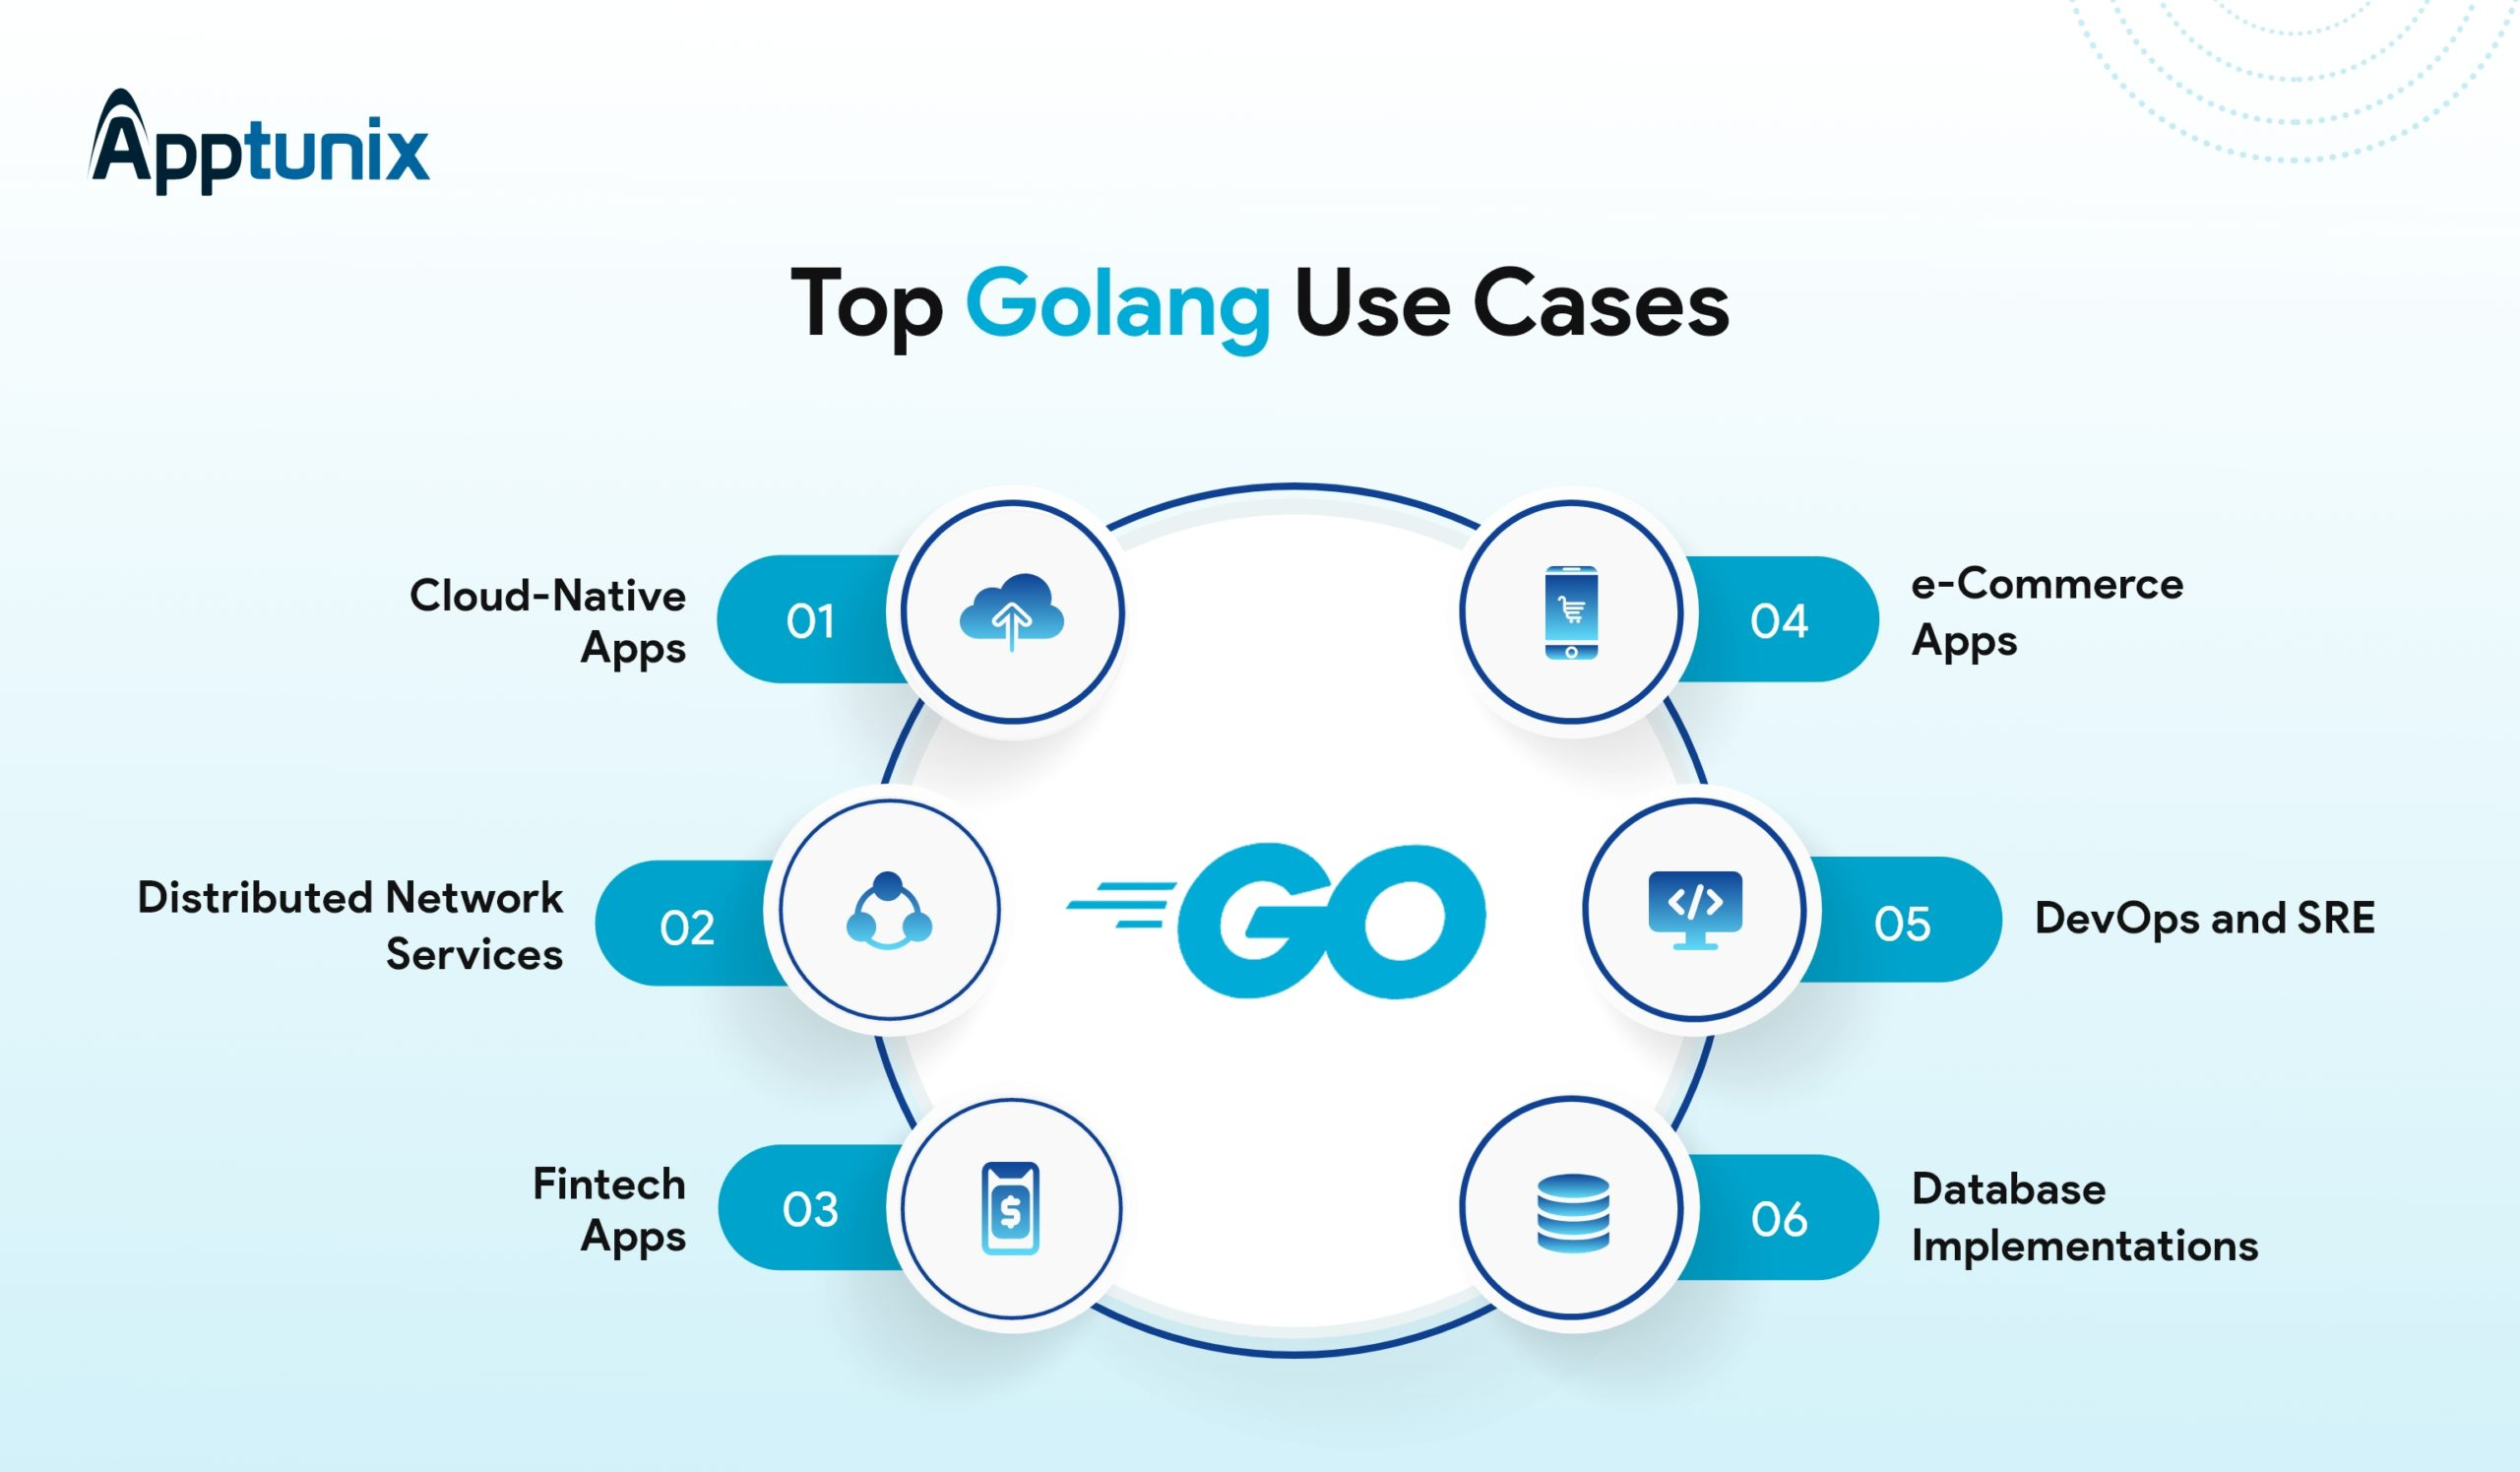 Apptunix
Top Golang Use Cases
Cloud-Native
Apps
01
Distributed Network
Services
02
Fintech
Apps
03
GO
04
e-Commerce
Apps
05
DevOps and SRE
06
Database
Implementations